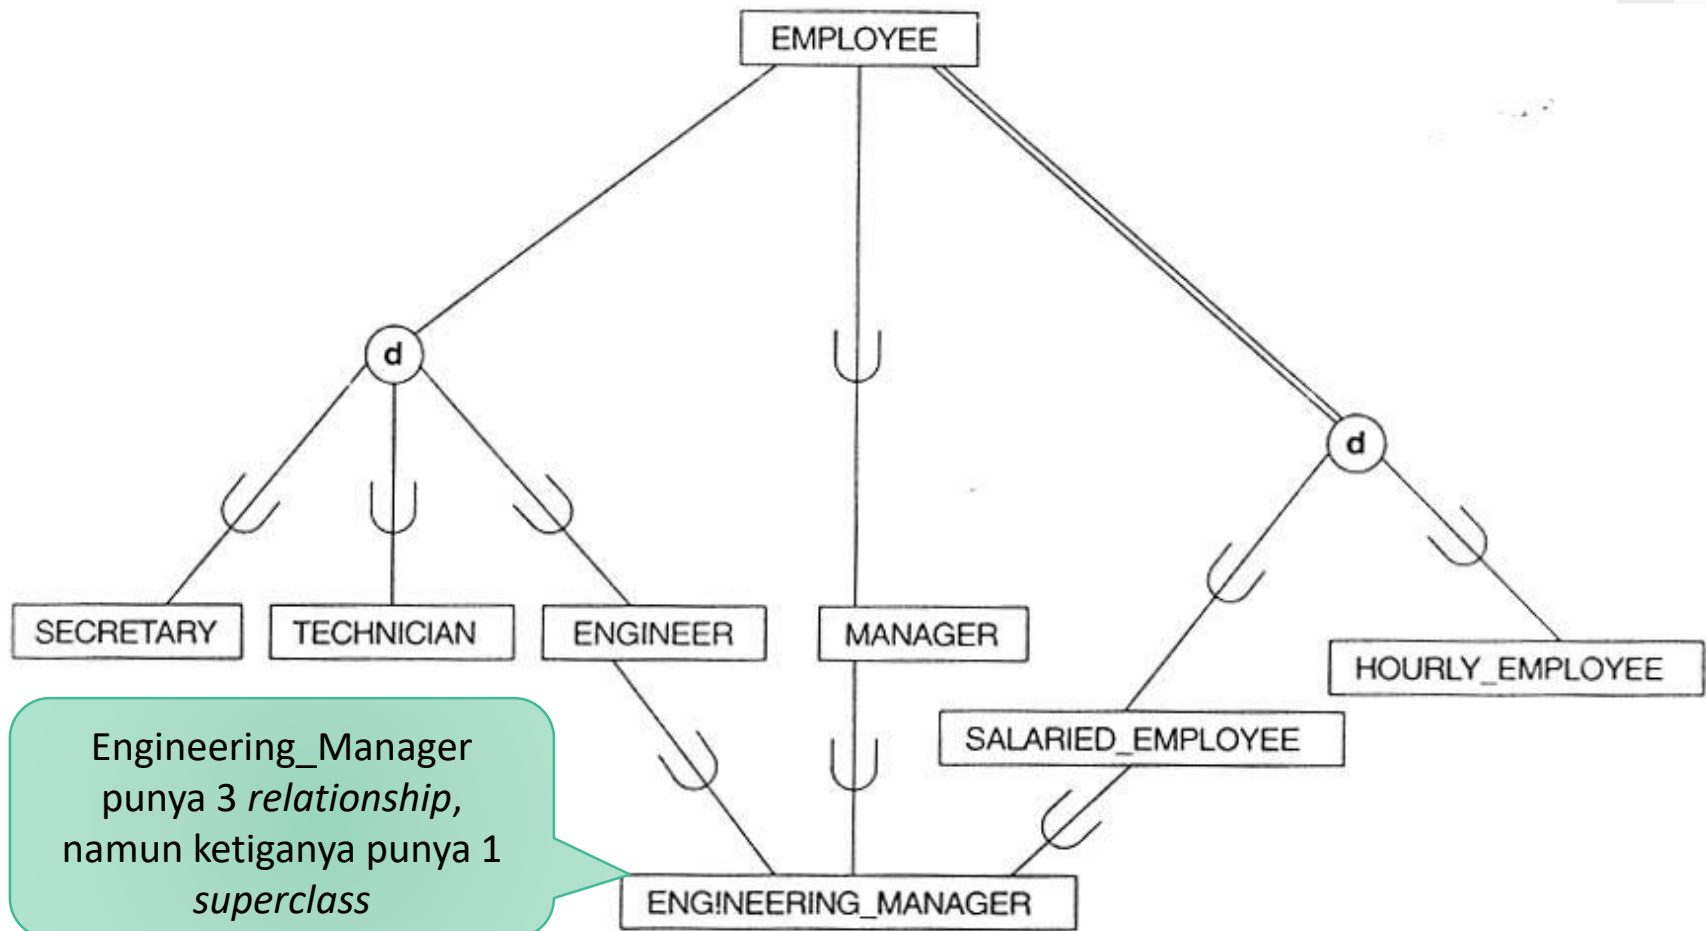 EMPLOYEE
d
d
SECRETARY
TECHNICIAN
ENGINEER
MANAGER
HOURLY_EMPLOYEE
SALARIED_EMPLOYEE
Engineering_Manager
punya 3 relationship,
namun ketiganya punya 1
superclass
ENG!NEERING_MANAGER